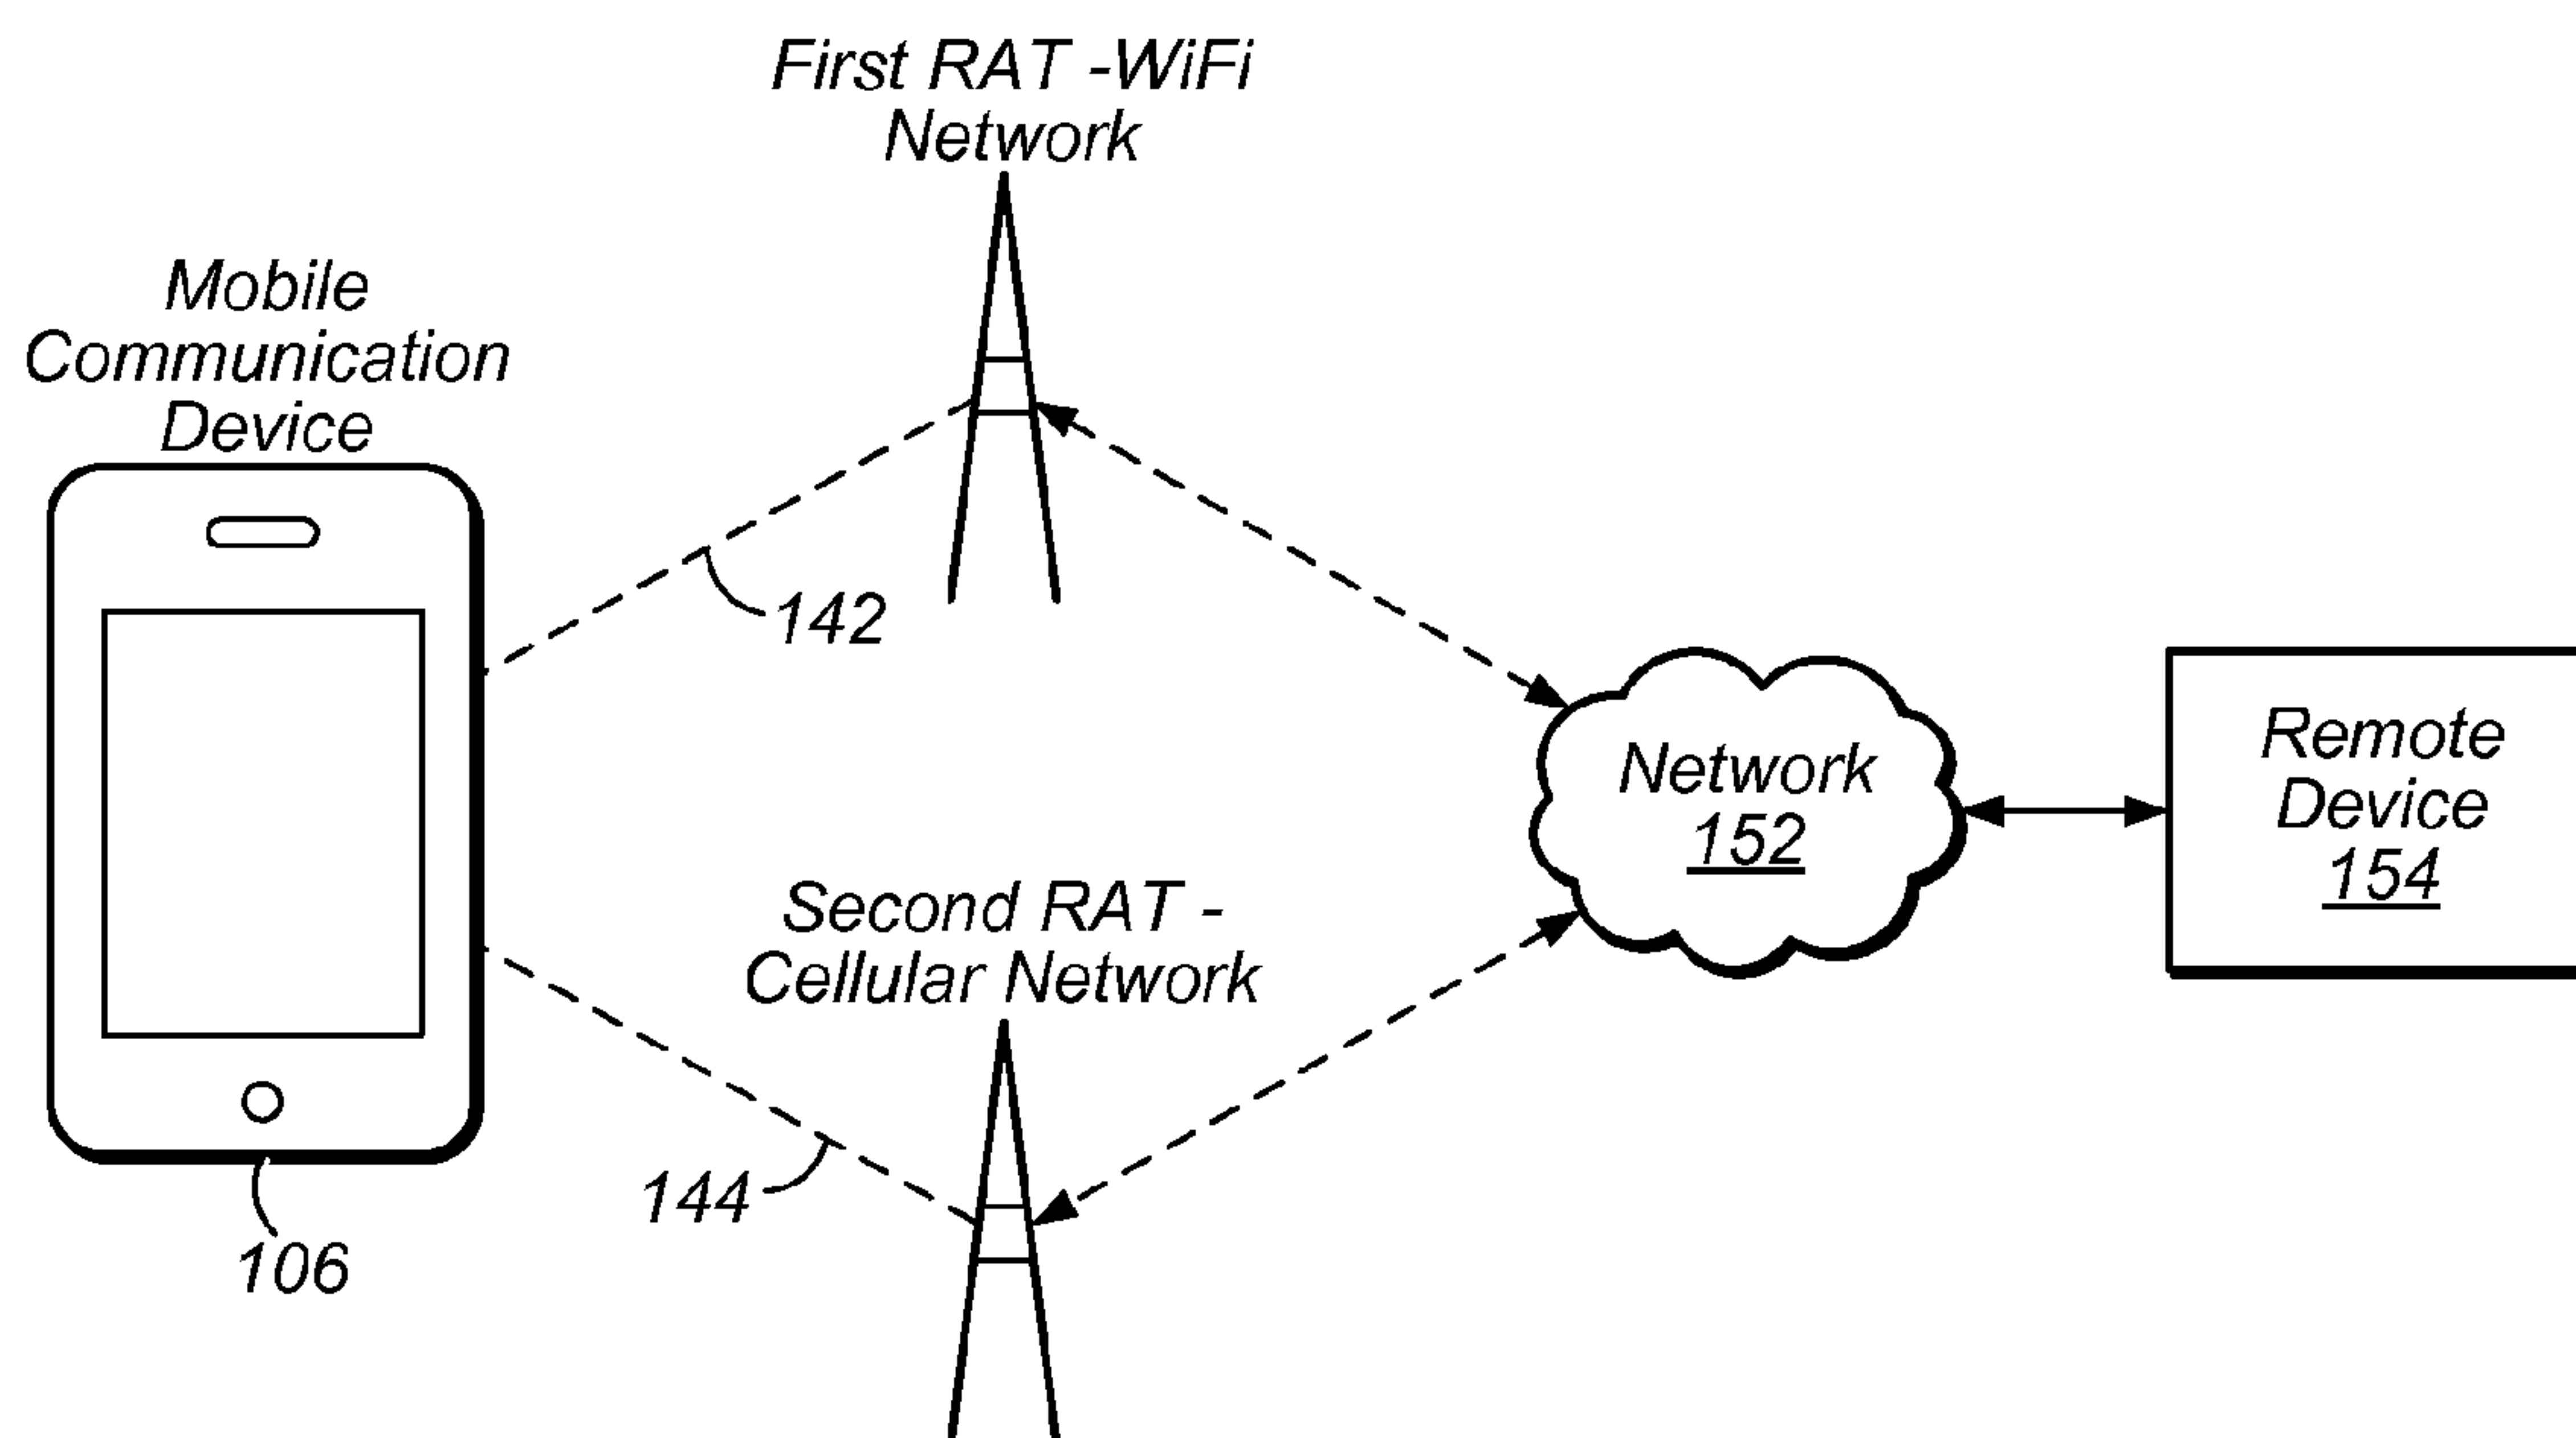 First RAT -WiFi
Network
Mobile
Communication
Device
142
Network
152
Remote
Device
154
Second RAT -
Cellular Network
144
106